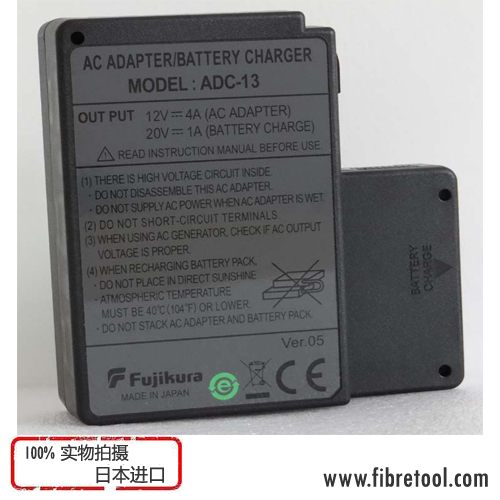 AC ADAPTER/BATTERY CHARGER
MODEL : ADC-13
OUT PUT 12V⎓4A (AC ADAPTER)
20V⎓1A (BATTERY CHARGE)
READ INSTRUCTION MANUAL BEFORE USE.
(1) THERE IS HIGH VOLTAGE CIRCUIT INSIDE.
- DO NOT DISASSEMBLE THIS AC ADAPTER.
- DO NOT SUPPLY AC POWER WHEN AC ADAPTER IS WET.
(2) DO NOT SHORT-CIRCUIT TERMINALS.
(3) WHEN USING AC GENERATOR, CHECK IF AC OUTPUT
VOLTAGE IS PROPER.
(4) WHEN RECHARGING BATTERY PACK,
- DO NOT PLACE IN DIRECT SUNSHINE
- ATMOSPHERIC TEMPERATURE
MUST BE 40℃ (104℉) OR LOWER.
- DO NOT STACK AC ADAPTER AND BATTERY PACK.
Ver.05
Fujikura
MADE IN JAPAN
CE
BATTERY
CHARGE
100% 实物拍摄
日本进口
www.fibretool.com